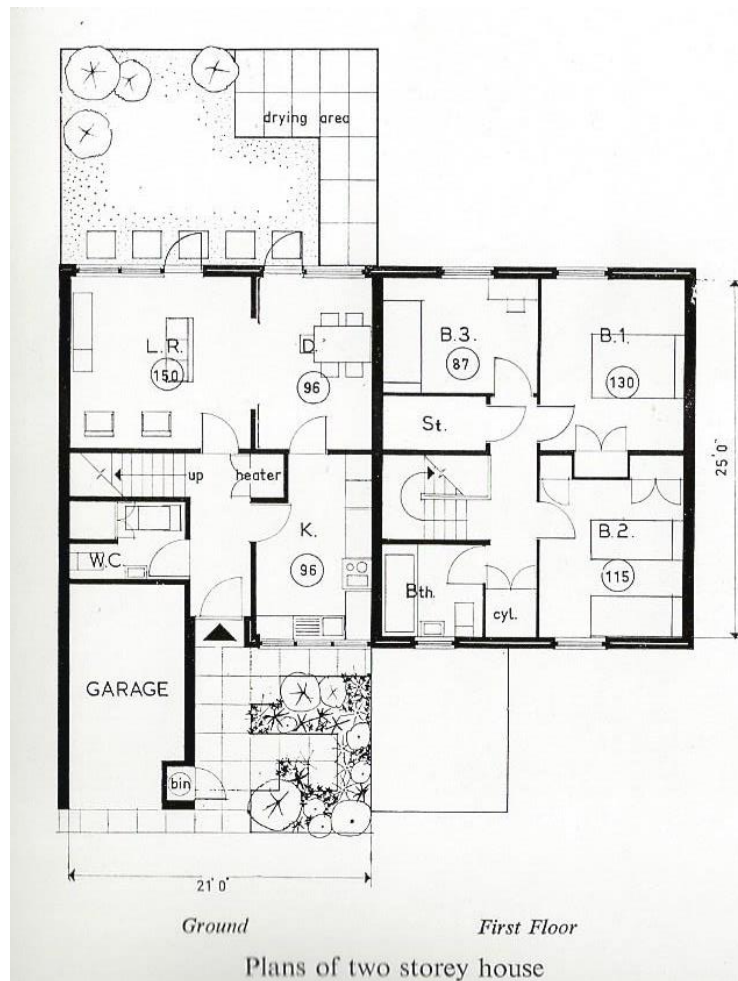 drying area
L.R.
150
D.
96
B.3.
87
B.1.
130
St.
up
heater
25'0"
W.C.
K.
96
B.2.
115
Bth.
cyl.
GARAGE
bin
21'0"
Ground
First Floor
Plans of two storey house